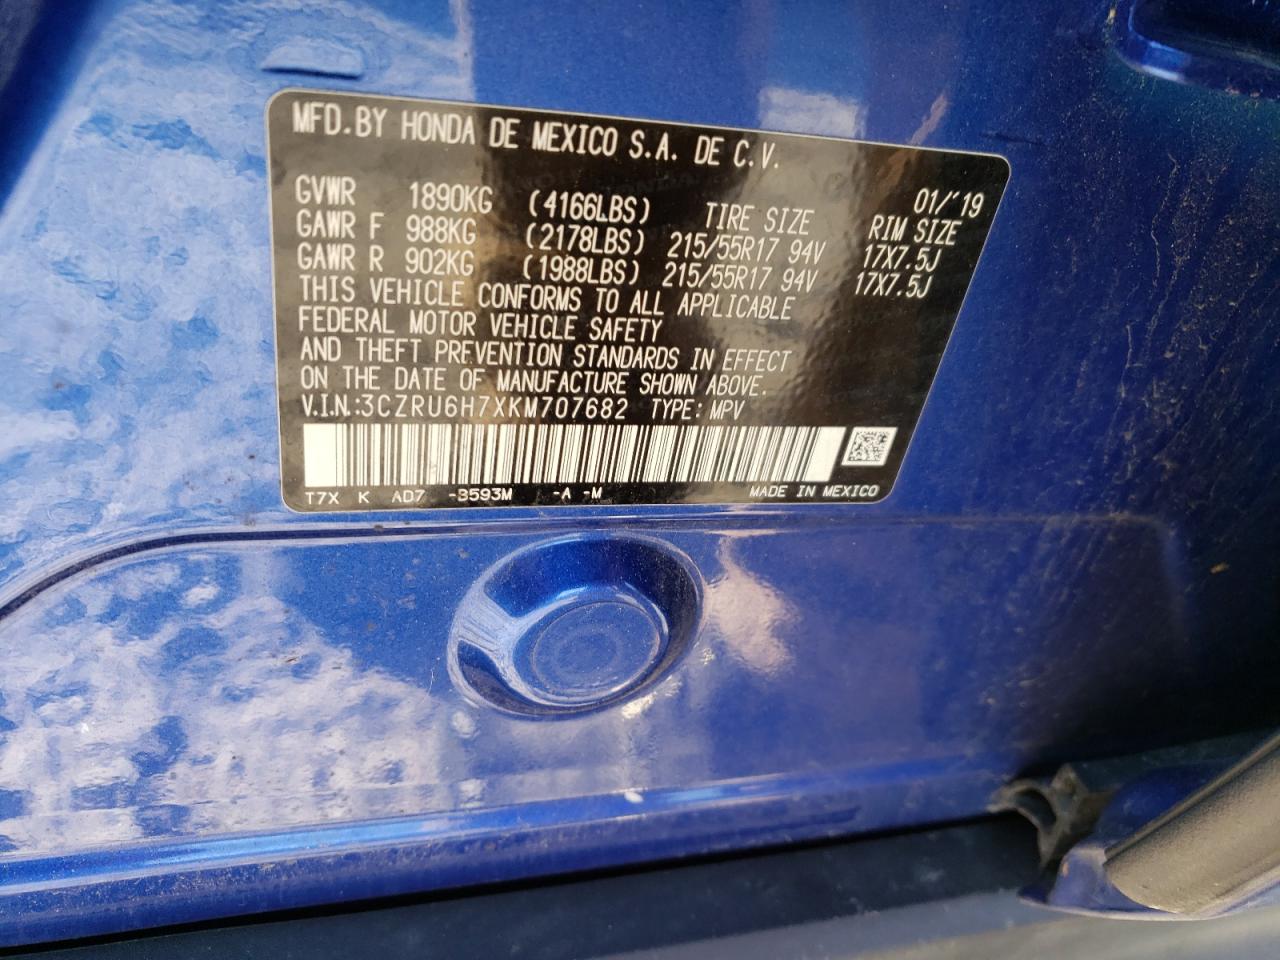 MFD.BY HONDA DE MEXICO S.A. DE C.V.
01/'19
GVWR 1890KG (4166LBS) TIRE SIZE RIM SIZE
GAWR F 988KG (2178LBS) 215/55R17 94V 17X7.5J
GAWR R 902KG (1988LBS) 215/55R17 94V 17X7.5J
THIS VEHICLE CONFORMS TO ALL APPLICABLE
FEDERAL MOTOR VEHICLE SAFETY
AND THEFT PREVENTION STANDARDS IN EFFECT
ON THE DATE OF MANUFACTURE SHOWN ABOVE.
V.I.N.:3CZRU6H7XKM707682 TYPE: MPV
T7X K AD7 -B593M -A -M MADE IN MEXICO